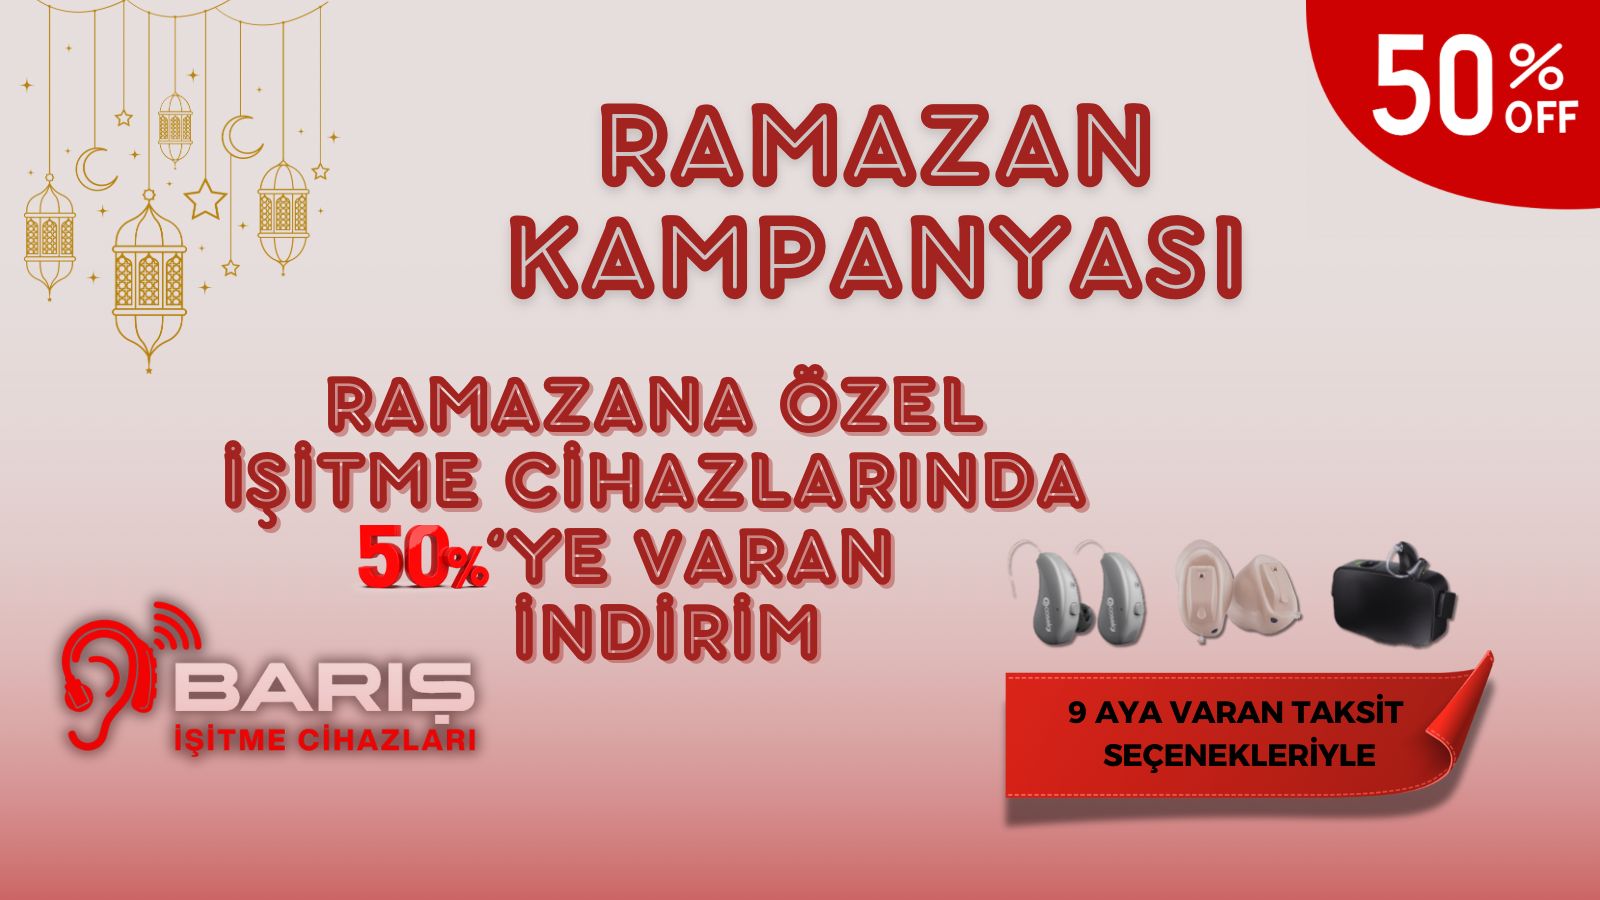 50%
OFF
RAMAZAN
KAMPANYASI
RAMAZANA ÖZEL
İŞİTME CİHAZLARINDA
50%'YE VARAN
İNDİRİM
BARIŞ
İŞİTME CİHAZLARI
9 AYA VARAN TAKSİT
SEÇENEKLERİYLE